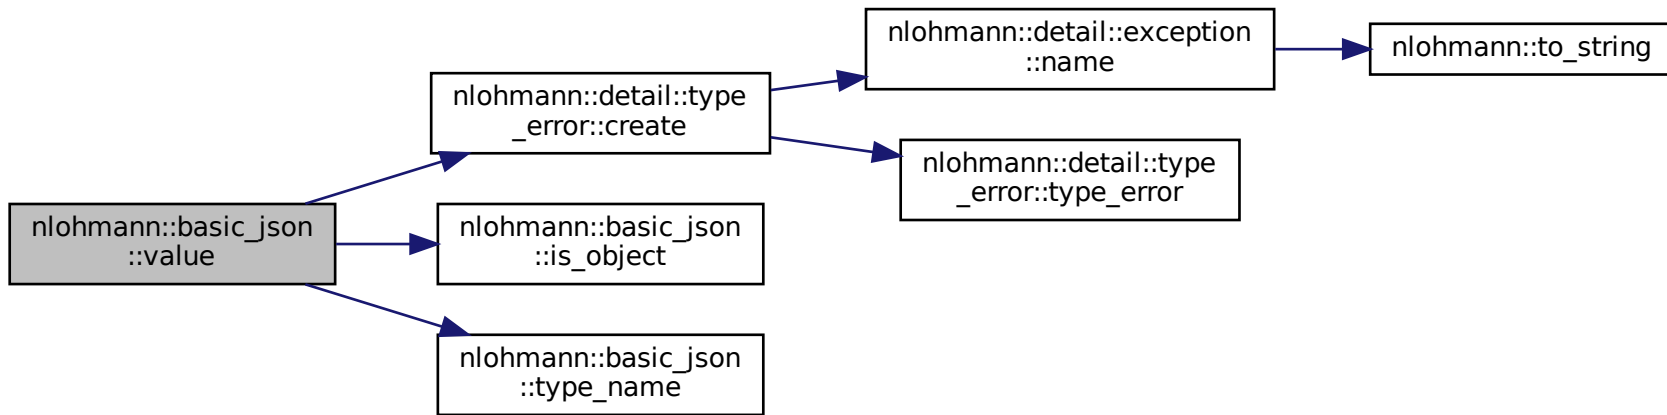 nlohmann::basic_json
::value
nlohmann::detail::type
_error::create
nlohmann::basic_json
::is_object
nlohmann::basic_json
::type_name
nlohmann::detail::exception
::name
nlohmann::detail::type
_error::type_error
nlohmann::to_string